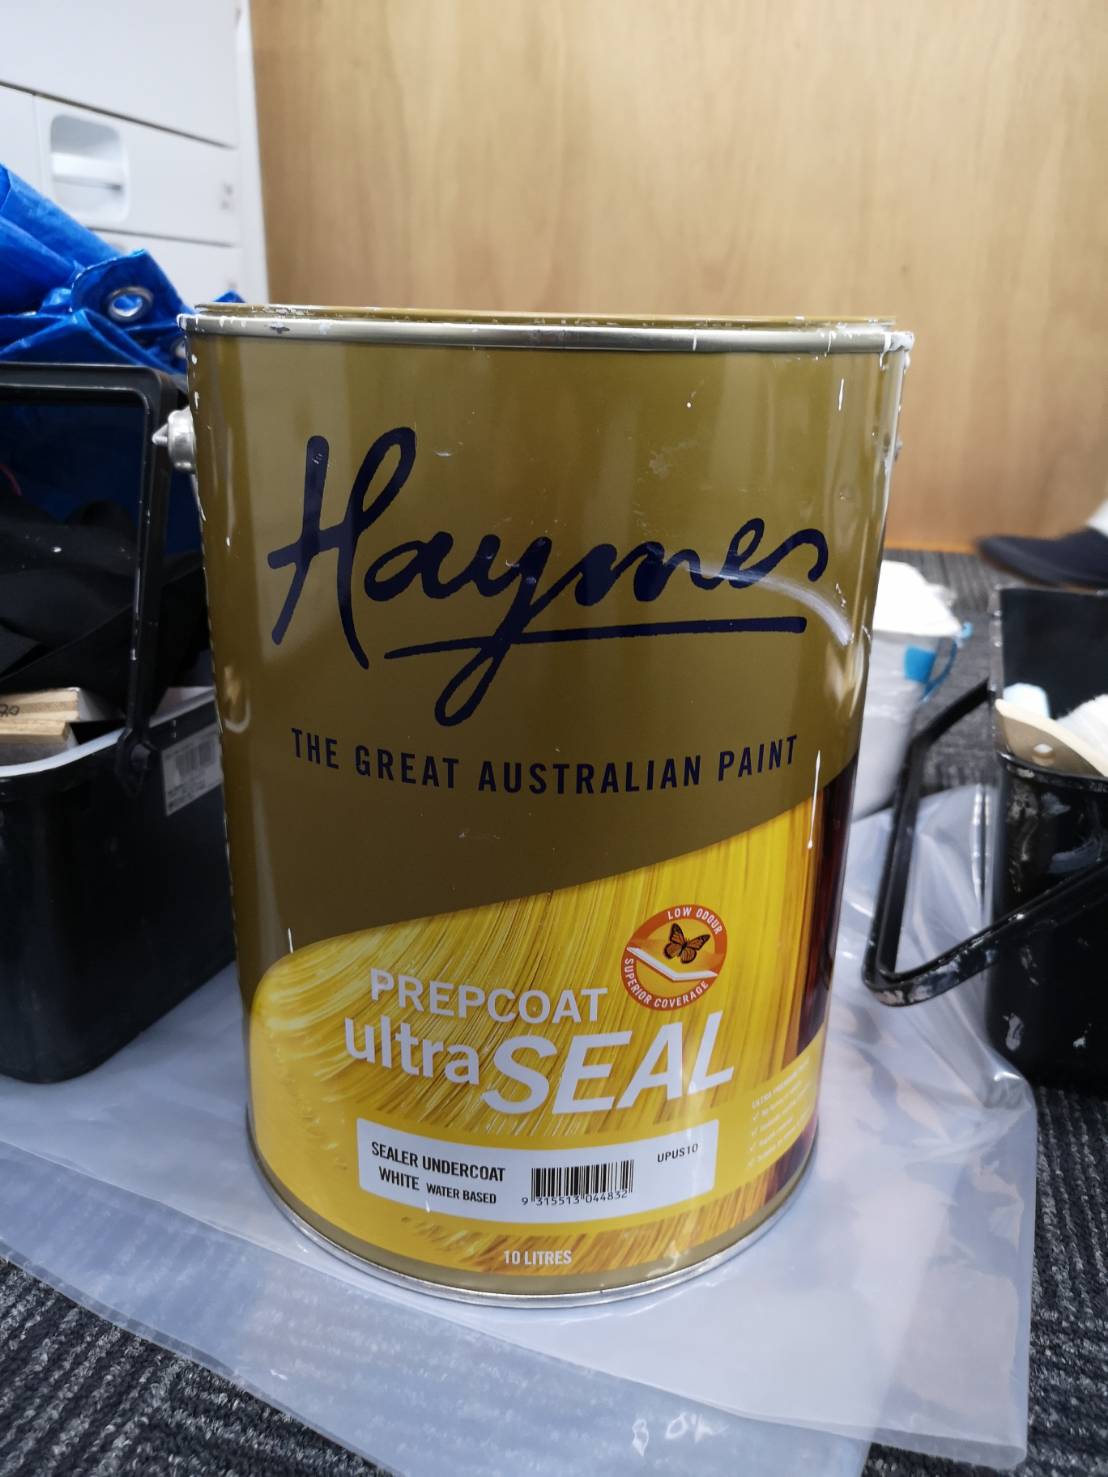 Haymes
THE GREAT AUSTRALIAN PAINT
LOW ODOUR
SUPERIOR COVERAGE
PREPCOAT
ultraSEAL
SEALER UNDERCOAT
WHITE WATER BASED
9 315513 044832
UPUS10
10 LITRES